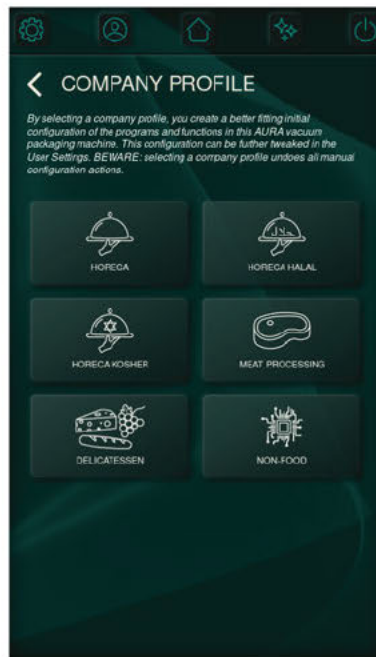 COMPANY PROFILE
By selecting a company profile, you create a better fitting initial
configuration of the programs and functions in this AURA vacuum
packaging machine. This configuration can be further tweaked in the
User Settings. BEWARE: selecting a company profile undoes all manual
configuration actions.
حلال
HORECA
HORECA HALAL
HORECA KOSHER
MEAT PROCESSING
DELICATESSEN
NON-FOOD